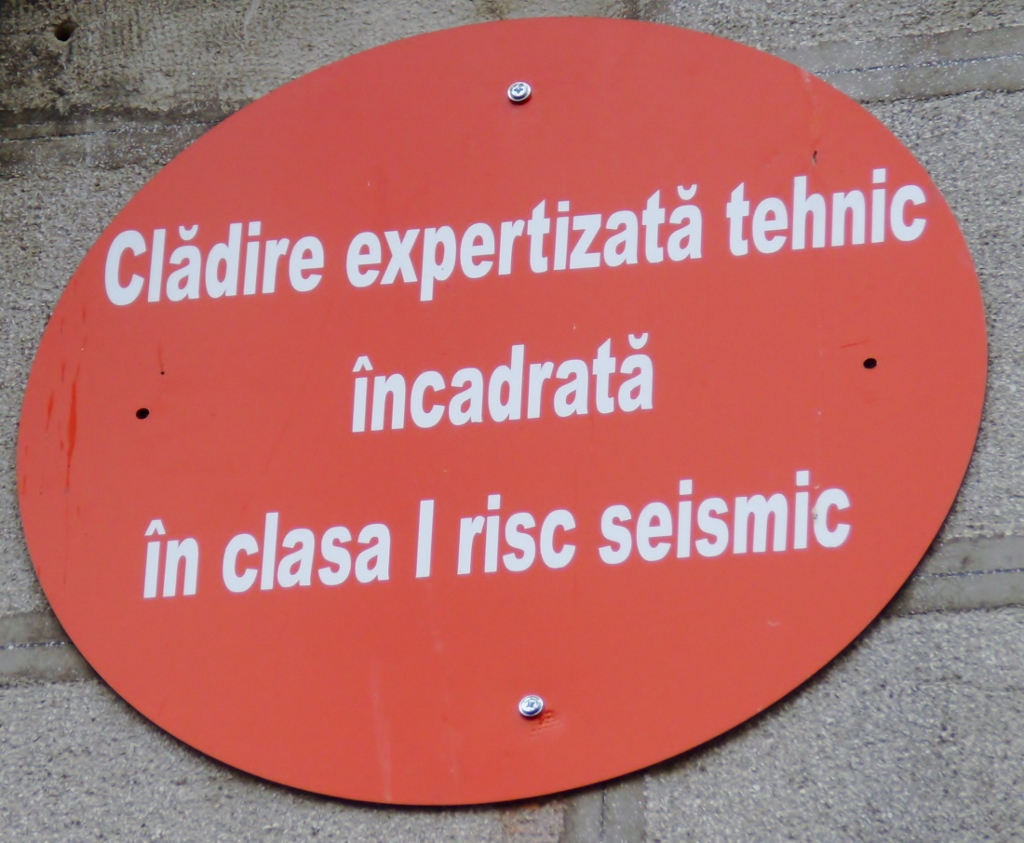 Clădire expertizată tehnic
încadrată
în clasa I risc seismic